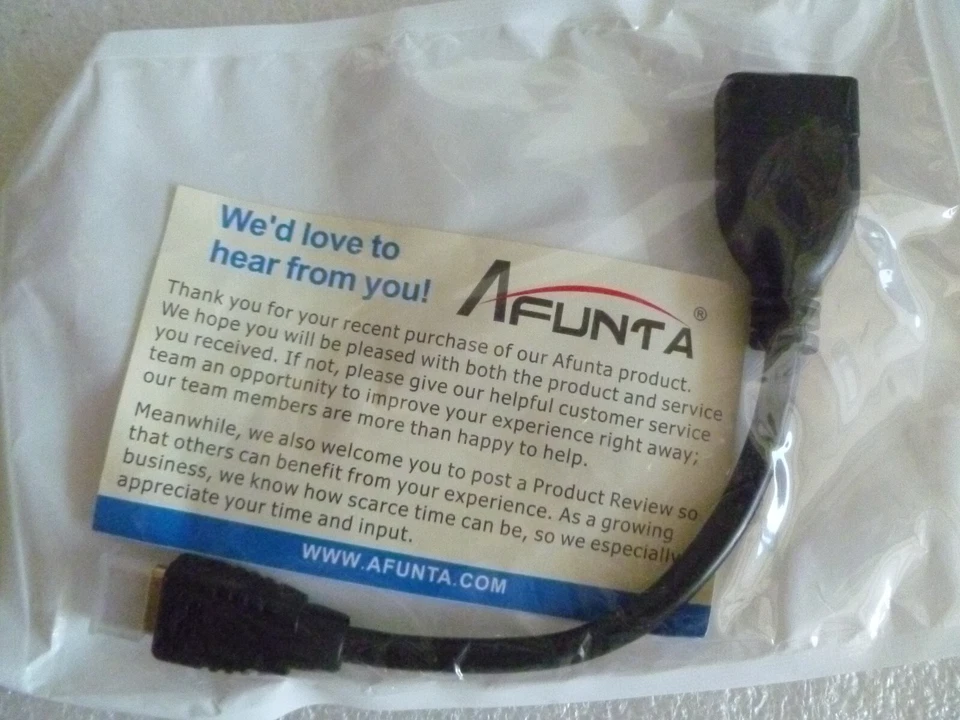 We'd love to
hear from you!
AFUNTA®
Thank you for your recent purchase of our Afunta product.
We hope you will be pleased with both the product and service
you received. If not, please give our helpful customer service
team an opportunity to improve your experience right away;
our team members are more than happy to help.
Meanwhile, we also welcome you to post a Product Review so
that others can benefit from your experience. As a growing
business, we know how scarce time can be, so we especially
appreciate your time and input.
WWW.AFUNTA.COM